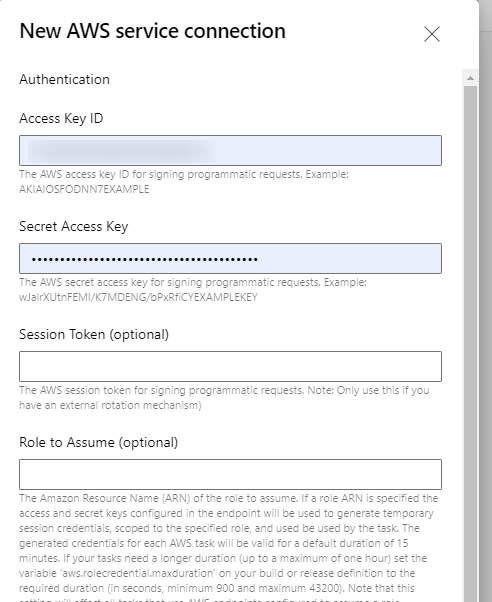 New AWS service connection
Authentication
Access Key ID
The AWS access key ID for signing programmatic requests. Example:
AKIAIOSFODNN7EXAMPLE
Secret Access Key
••••••••••••••••••••••••••••••••••••••••
The AWS secret access key for signing programmatic requests. Example:
wJalrXUtnFEMI/K7MDENG/bPxRfiCYEXAMPLEKEY
Session Token (optional)
The AWS session token for signing programmatic requests. Note: Only use this if you
have an external rotation mechanism)
Role to Assume (optional)
The Amazon Resource Name (ARN) of the role to assume. If a role ARN is specified the
access and secret keys configured in the endpoint will be used to generate temporary
session credentials, scoped to the specified role, and used be used by the task. The
generated credentials for each AWS task will be valid for a default duration of 15
minutes. If your tasks need a longer duration (up to a maximum of one hour) set the
variable 'aws.rolecredential.maxduration' on your build or release definition to the
required duration (in seconds, minimum 900 and maximum 43200). Note that this